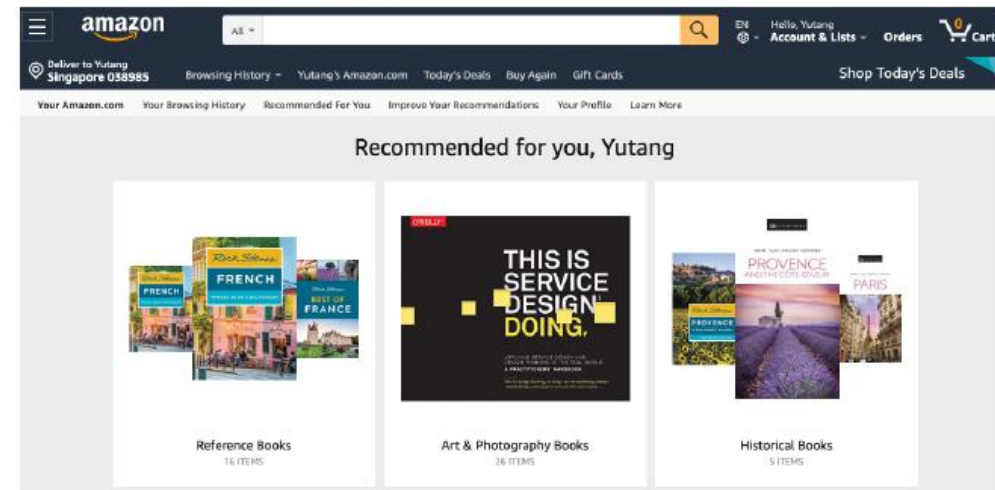 amazon
All
EN
Hello, Yutang
Account & Lists
Orders
0
Cart
Deliver to Yutang
Singapore 038985
Browsing History
Yutang's Amazon.com
Today's Deals
Buy Again
Gift Cards
Shop Today's Deals
Your Amazon.com
Your Browsing History
Recommended For You
Improve Your Recommendations
Your Profile
Learn More
Recommended for you, Yutang
FRENCH
Rick Steves
FRENCH
BEST OF
FRANCE
O'REILLY
THIS IS
SERVICE
DESIGN
DOING.
A PRACTITIONERS' HANDBOOK
PROVENCE
PROVENCE
AND THE CÔTE D'AZUR
PARIS
Reference Books
16 ITEMS
Art & Photography Books
26 ITEMS
Historical Books
5 ITEMS